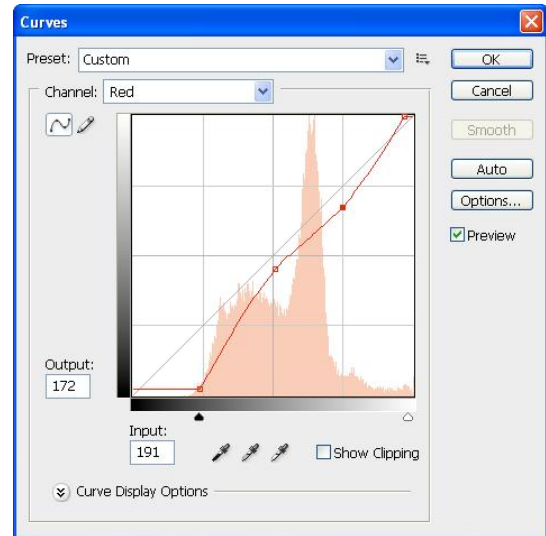 Curves
Preset: Custom
OK
Channel: Red
Cancel
Smooth
Auto
Options...
Preview
Output:
172
Input:
191
Show Clipping
Curve Display Options